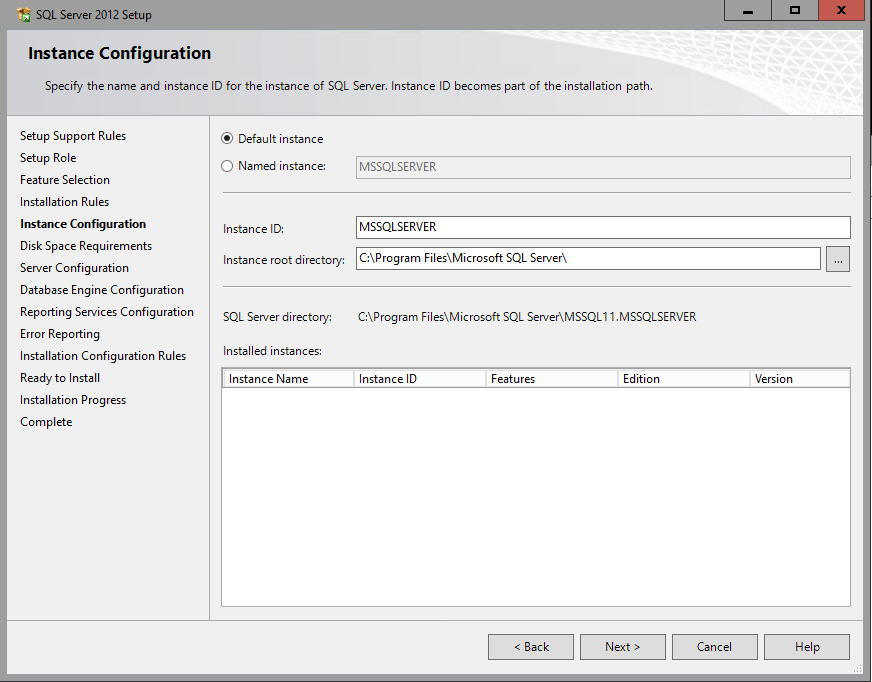 SQL Server 2012 Setup
Instance Configuration
Specify the name and instance ID for the instance of SQL Server. Instance ID becomes part of the installation path.
Setup Support Rules
Setup Role
Feature Selection
Installation Rules
Instance Configuration
Disk Space Requirements
Server Configuration
Database Engine Configuration
Reporting Services Configuration
Error Reporting
Installation Configuration Rules
Ready to Install
Installation Progress
Complete
Default instance
Named instance: MSSQLSERVER
Instance ID: MSSQLSERVER
Instance root directory: C:\Program Files\Microsoft SQL Server\ ...
SQL Server directory: C:\Program Files\Microsoft SQL Server\MSSQL11.MSSQLSERVER
Installed instances:
Instance Name Instance ID Features Edition Version
< Back Next > Cancel Help